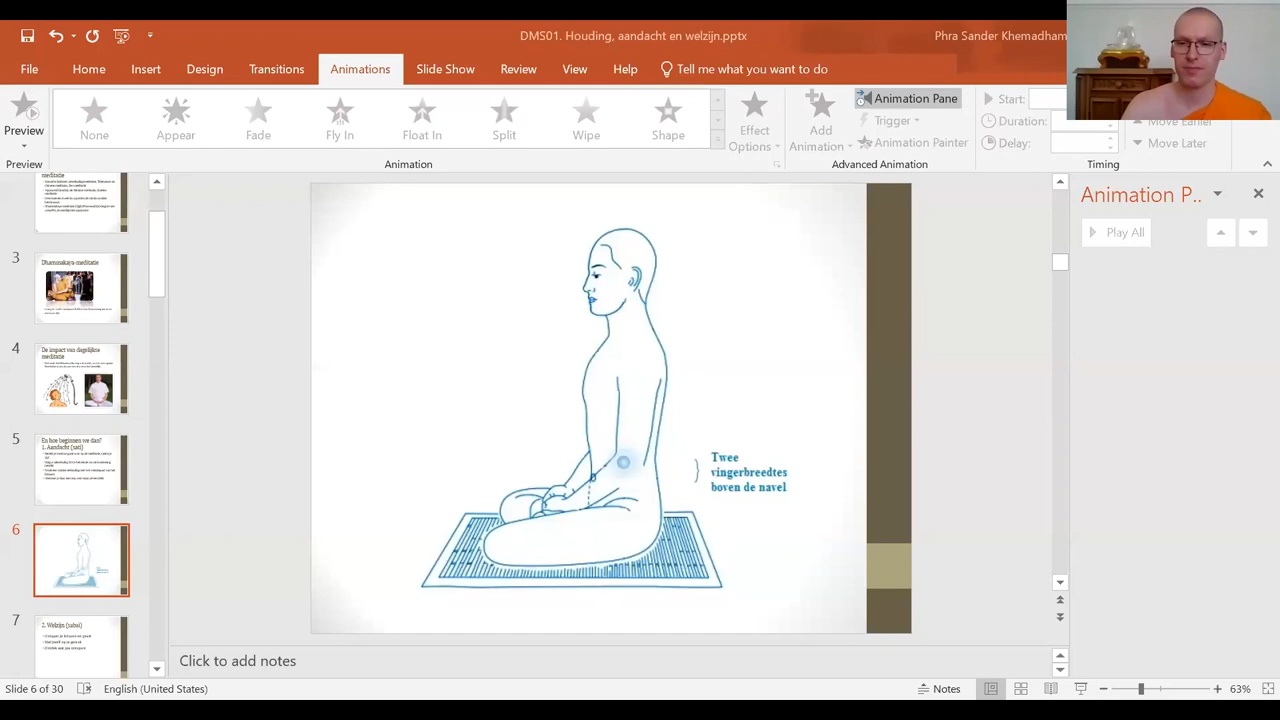 DMS01. Houding, aandacht en welzijn.pptx
Phra Sander Khemadham
File
Home
Insert
Design
Transitions
Animations
Slide Show
Review
View
Help
Tell me what you want to do
Preview
None
Appear
Fade
Fly In
Float In
Split
Wipe
Shape
Effect
Options
Add
Animation
Animation Pane
Trigger
Animation Painter
Start:
Duration:
Delay:
Move Earlier
Move Later
Preview
Animation
Advanced Animation
Timing
meditatie
3
Dhammakaya-meditatie
4
De impact van dagelijkse
meditatie
5
En hoe beginnen we dan?
1. Aandacht (sati)
6
7
2. Welzijn (sabai)
Twee
vingerbreedtes
boven de navel
Animation P..
Play All
Click to add notes
Slide 6 of 30
English (United States)
Notes
63%